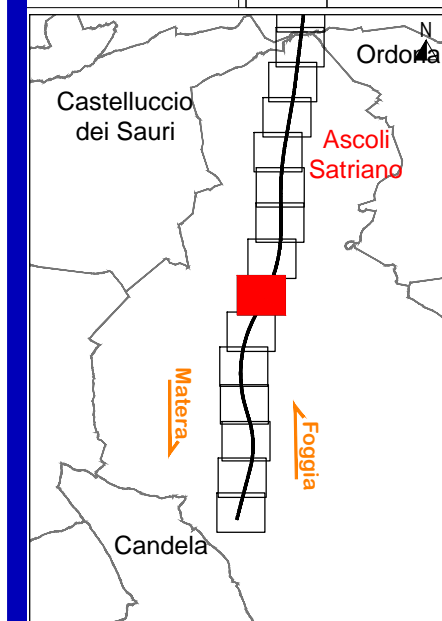 N
Ordona
Castelluccio
dei Sauri
Ascoli
Satriano
Matera
Foggia
Candela